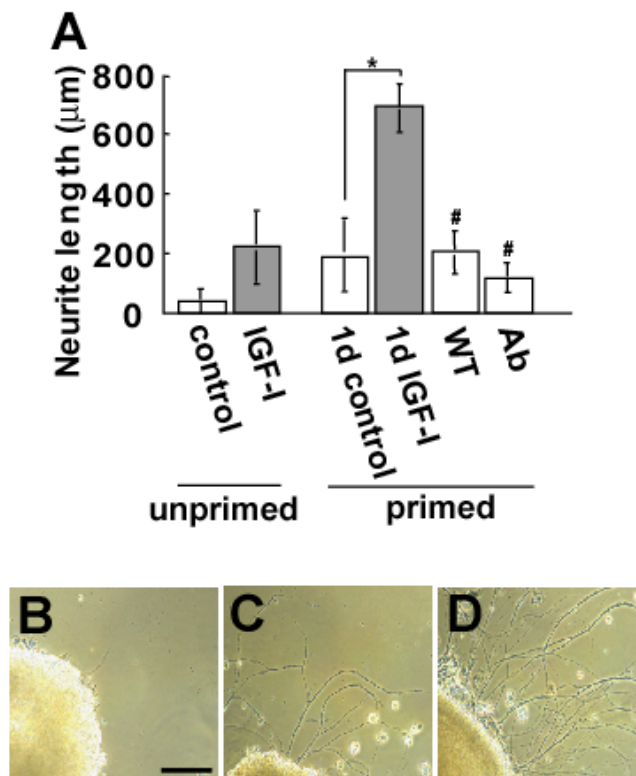 A
Neurite length (μm)
800
600
400
200
0
*
#
#
control
IGF-I
1d control
1d IGF-I
WT
Ab
unprimed
primed
B
C
D